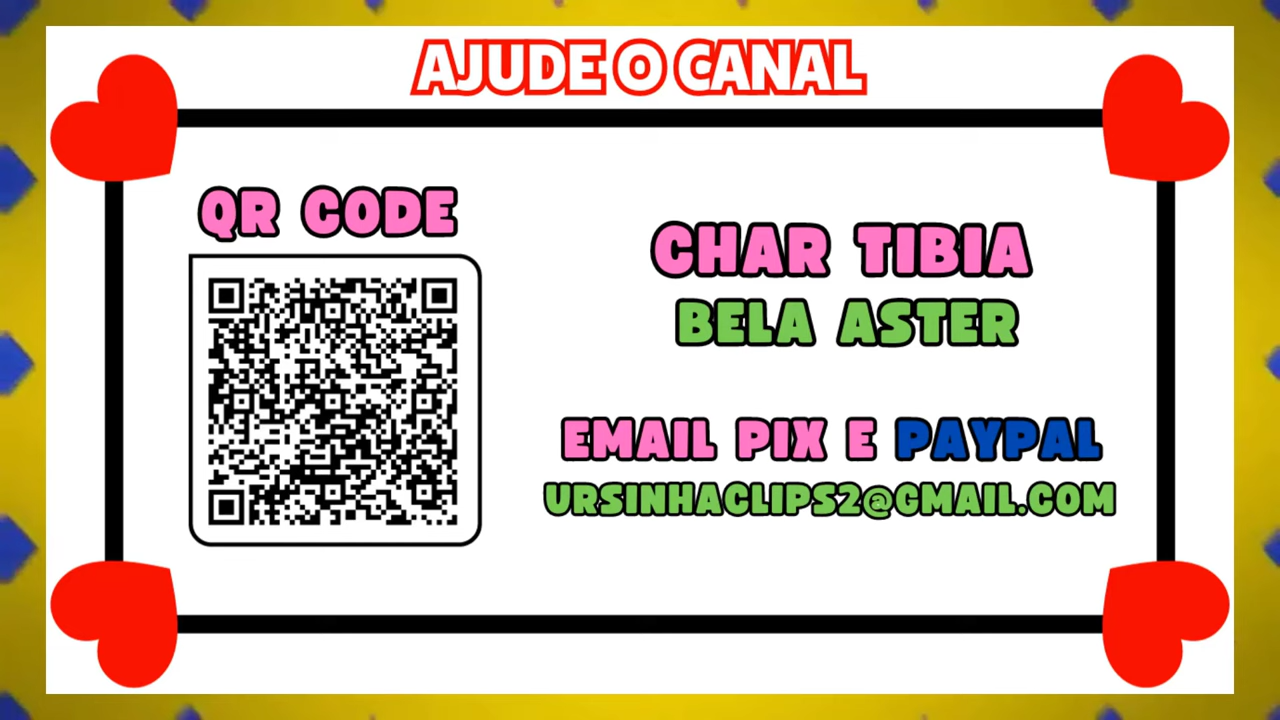 AJUDE O CANAL
QR CODE
CHAR TIBIA
BELA ASTER
EMAIL PIX E PAYPAL
URSINHACLIPS2@GMAIL.COM